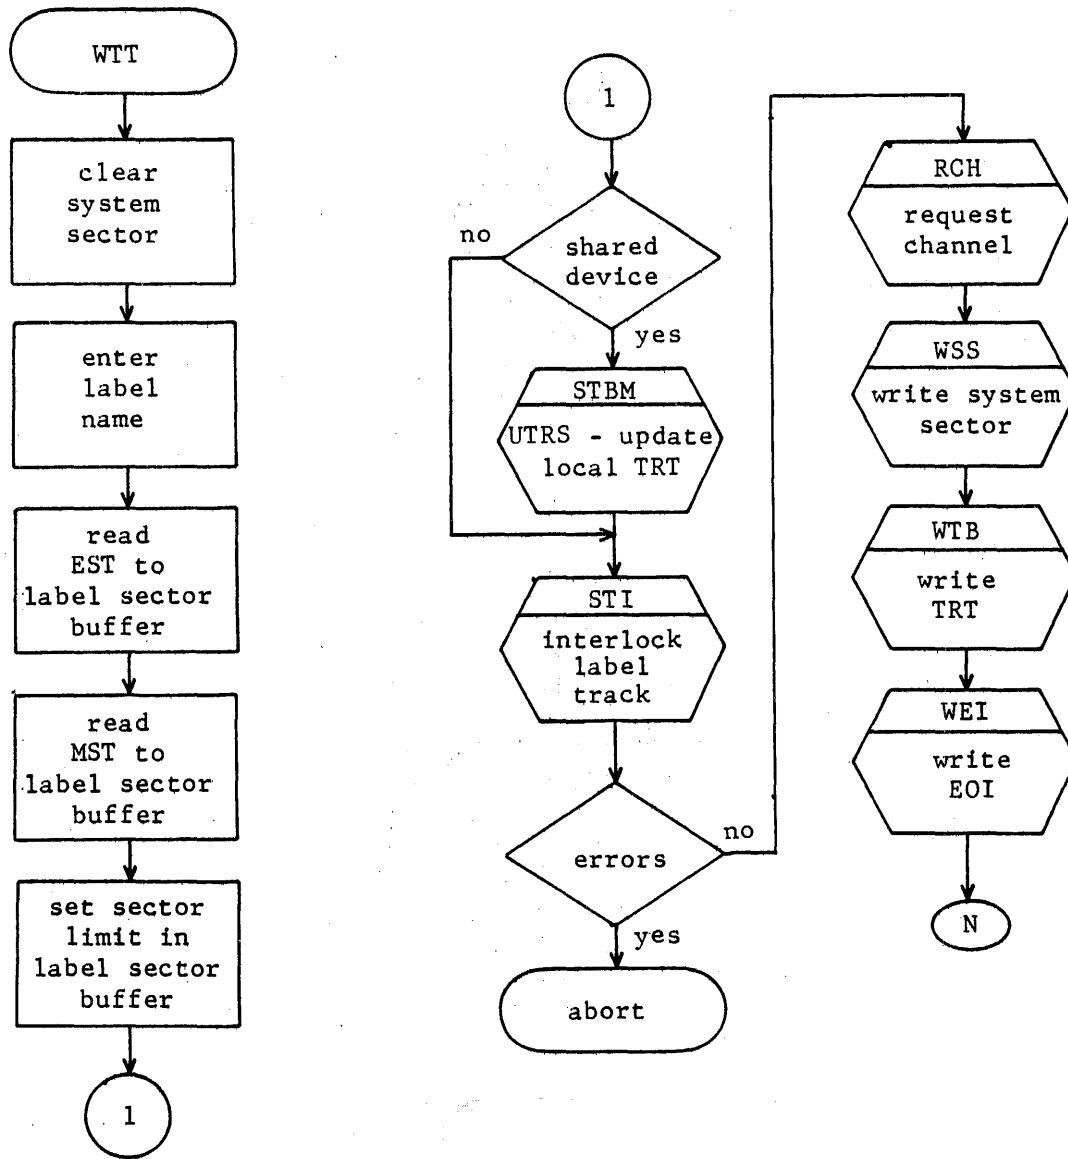 WTT
clear
system
sector
enter
label
name
read
EST to
label sector
buffer
read
MST to
label sector
buffer
set sector
limit in
label sector
buffer
1
1
shared
device
no
yes
STBM
UTRS - update
local TRT
STI
interlock
label
track
errors
no
yes
abort
RCH
request
channel
WSS
write system
sector
WTB
write
TRT
WEI
write
EOI
N